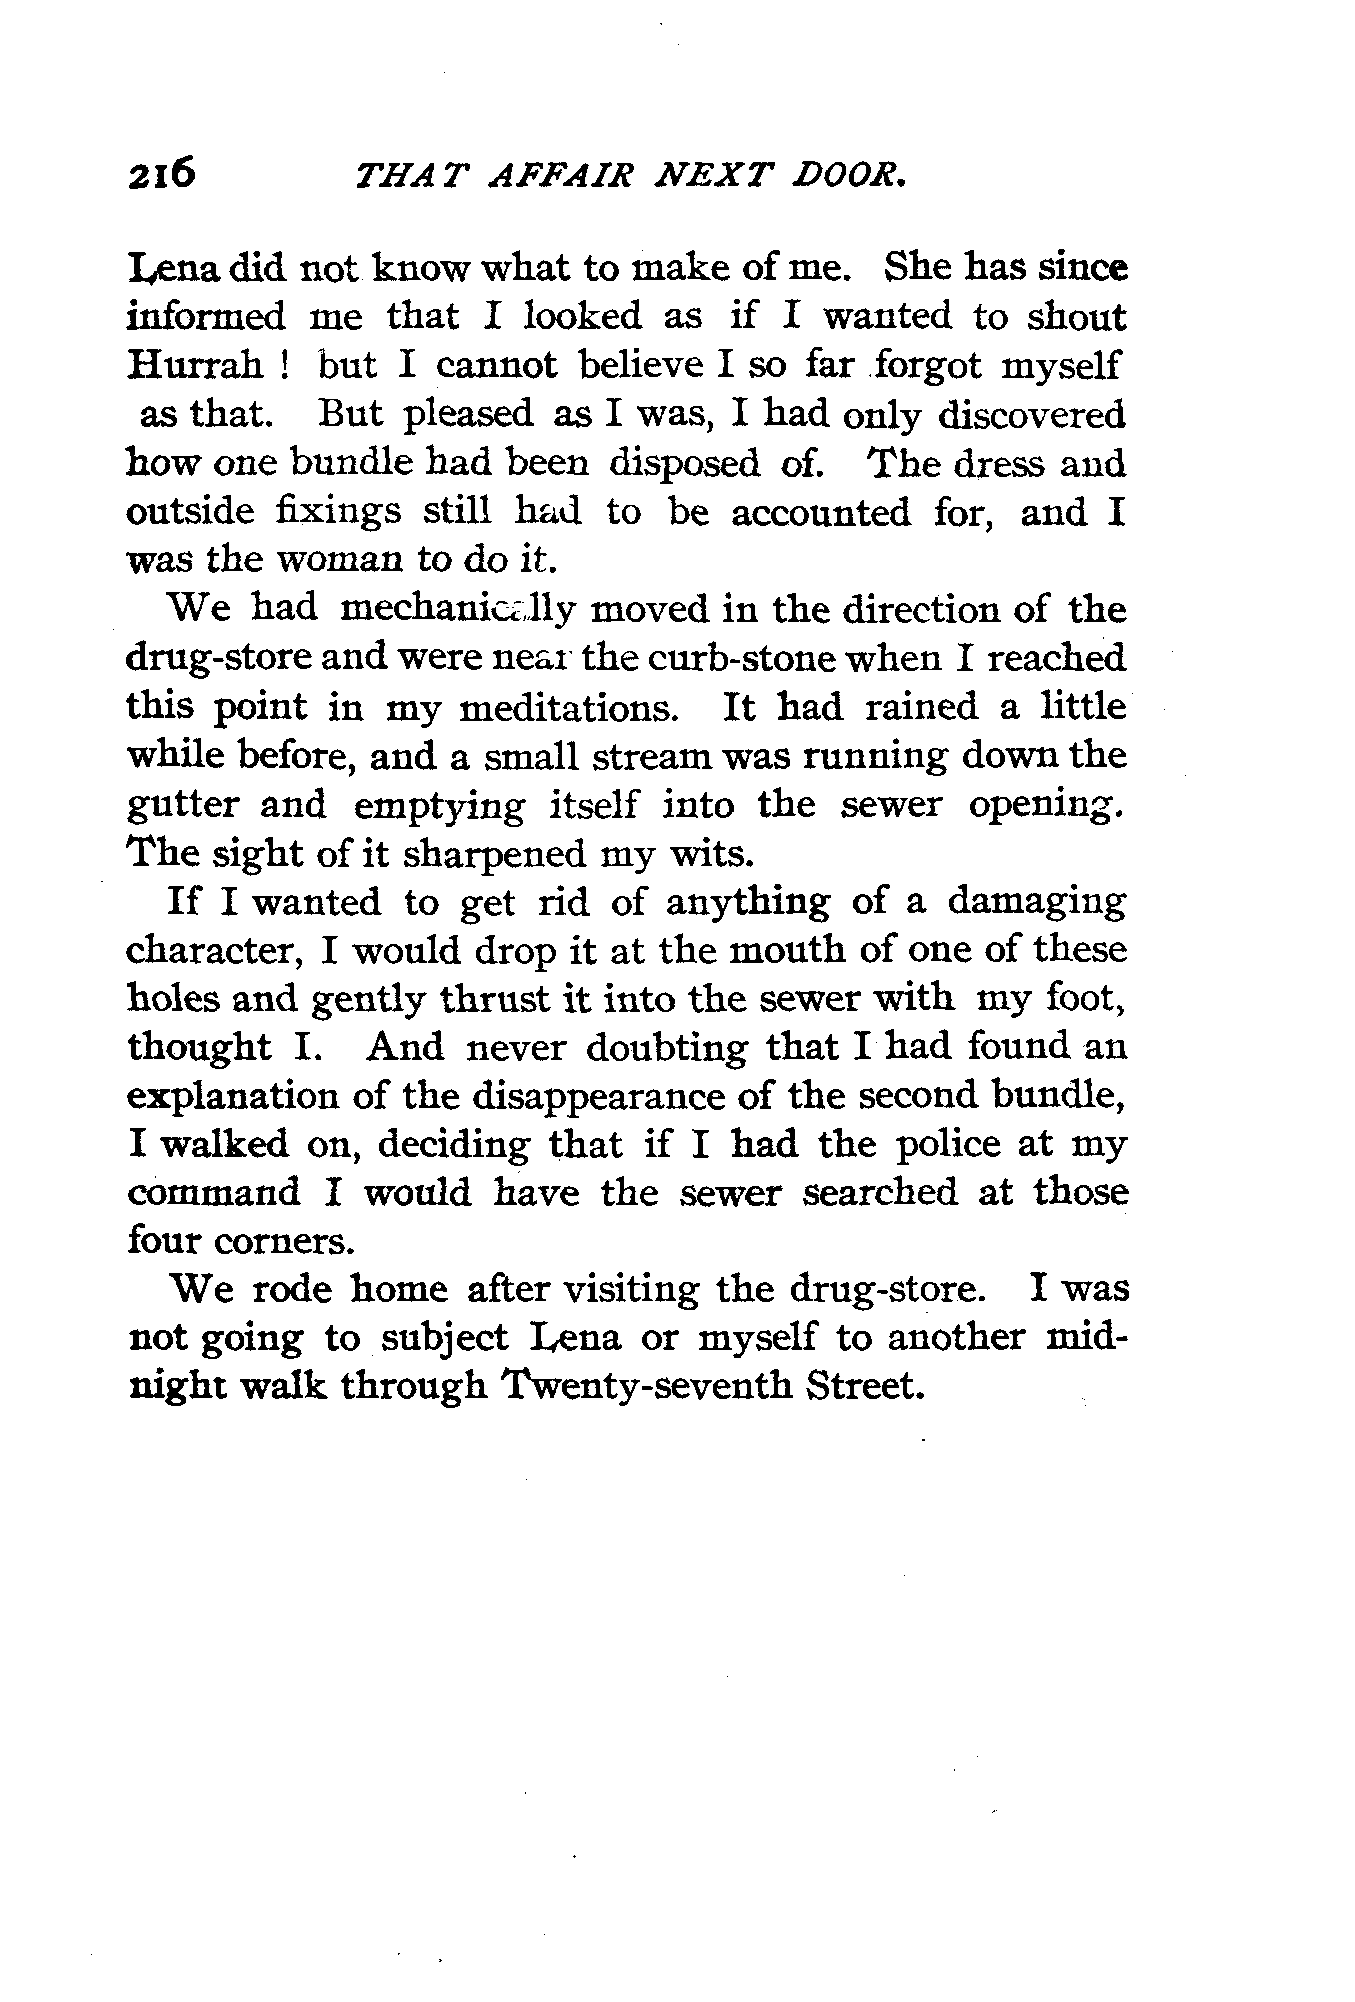 216 THAT AFFAIR NEXT DOOR.
Lena did not know what to make of me. She has since
informed me that I looked as if I wanted to shout
Hurrah ! but I cannot believe I so far forgot myself
as that. But pleased as I was, I had only discovered
how one bundle had been disposed of. The dress and
outside fixings still had to be accounted for, and I
was the woman to do it.
We had mechanically moved in the direction of the
drug-store and were near the curb-stone when I reached
this point in my meditations. It had rained a little
while before, and a small stream was running down the
gutter and emptying itself into the sewer opening.
The sight of it sharpened my wits.
If I wanted to get rid of anything of a damaging
character, I would drop it at the mouth of one of these
holes and gently thrust it into the sewer with my foot,
thought I. And never doubting that I had found an
explanation of the disappearance of the second bundle,
I walked on, deciding that if I had the police at my
command I would have the sewer searched at those
four corners.
We rode home after visiting the drug-store. I was
not going to subject Lena or myself to another mid-
night walk through Twenty-seventh Street.